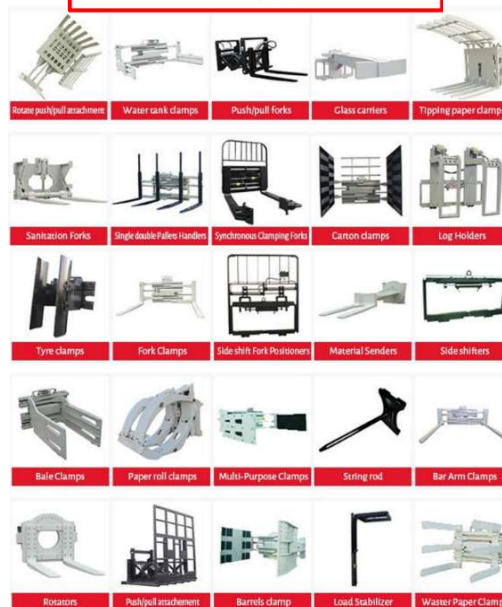 Rotate push/pull attachment
Water tank clamps
Push/pull forks
Glass carriers
Tipping paper clamp
Sanitation Forks
Single double Pallets Handlers
Synchronous Clamping Forks
Carton clamps
Log Holders
Tyre clamps
Fork Clamps
Side shift Fork Positioners
Material Senders
Side shifters
Bale Clamps
Paper roll clamps
Multi-Purpose Clamps
String rod
Bar Arm Clamps
Rotators
Push/pull attachement
Barrels clamp
Load Stabilizer
Waster Paper Clamp